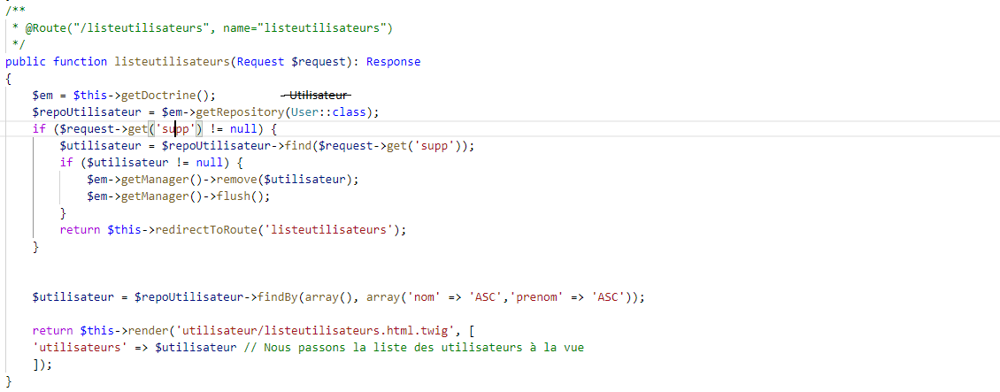 /**
 * @Route("/listeutilisateurs", name="listeutilisateurs")
 */
public function listeutilisateurs(Request $request): Response
{
    $em = $this->getDoctrine();          Utilisateur
    $repoUtilisateur = $em->getRepository(User::class);
    if ($request->get('supp') != null) {
        $utilisateur = $repoUtilisateur->find($request->get('supp'));
        if ($utilisateur != null) {
            $em->getManager()->remove($utilisateur);
            $em->getManager()->flush();
        }
        return $this->redirectToRoute('listeutilisateurs');
    }
    $utilisateur = $repoUtilisateur->findBy(array(), array('nom' => 'ASC','prenom' => 'ASC'));
    return $this->render('utilisateur/listeutilisateurs.html.twig', [
    'utilisateurs' => $utilisateur // Nous passons la liste des utilisateurs à la vue
    ]);
}